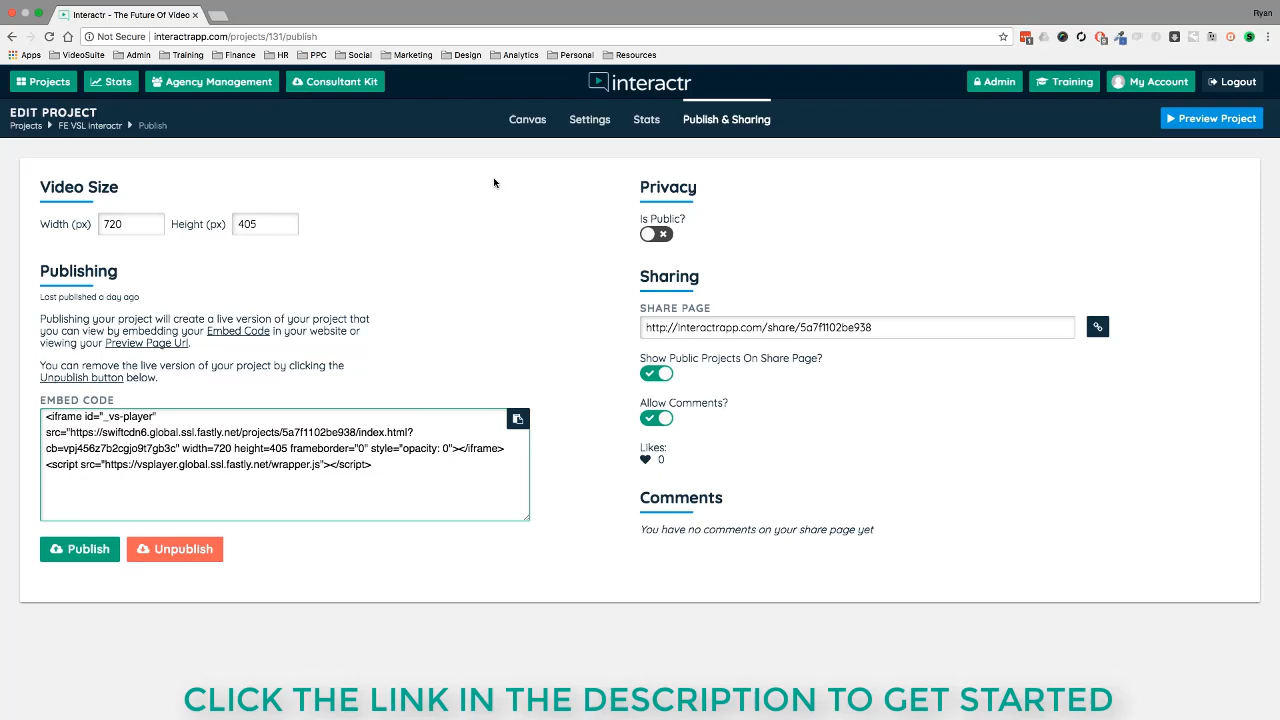 Interactr - The Future Of Video
Ryan
Not Secure | interactrapp.com/projects/131/publish
Apps VideoSuite Admin Training Finance HR PPC Social Marketing Design Analytics Personal Resources
Projects Stats Agency Management Consultant Kit interactr Admin Training My Account Logout
EDIT PROJECT
Projects FE VSL interactr Publish
Canvas Settings Stats Publish & Sharing
Preview Project
Video Size
Width (px) 720 Height (px) 405
Publishing
Last published a day ago
Publishing your project will create a live version of your project that
you can view by embedding your Embed Code in your website or
viewing your Preview Page Url.
You can remove the live version of your project by clicking the
Unpublish button below.
EMBED CODE
<iframe id="_vs-player"
src="https://swiftcdn6.global.ssl.fastly.net/projects/5a7f1102be938/index.html?
cb=vpj456z7b2cgjo9t7gb3c" width=720 height=405 frameborder="0" style="opacity: 0"></iframe>
<script src="https://vsplayer.global.ssl.fastly.net/wrapper.js"></script>
Publish Unpublish
Privacy
Is Public?
Sharing
SHARE PAGE
http://interactrapp.com/share/5a7f1102be938
Show Public Projects On Share Page?
Allow Comments?
Likes:
0
Comments
You have no comments on your share page yet
CLICK THE LINK IN THE DESCRIPTION TO GET STARTED